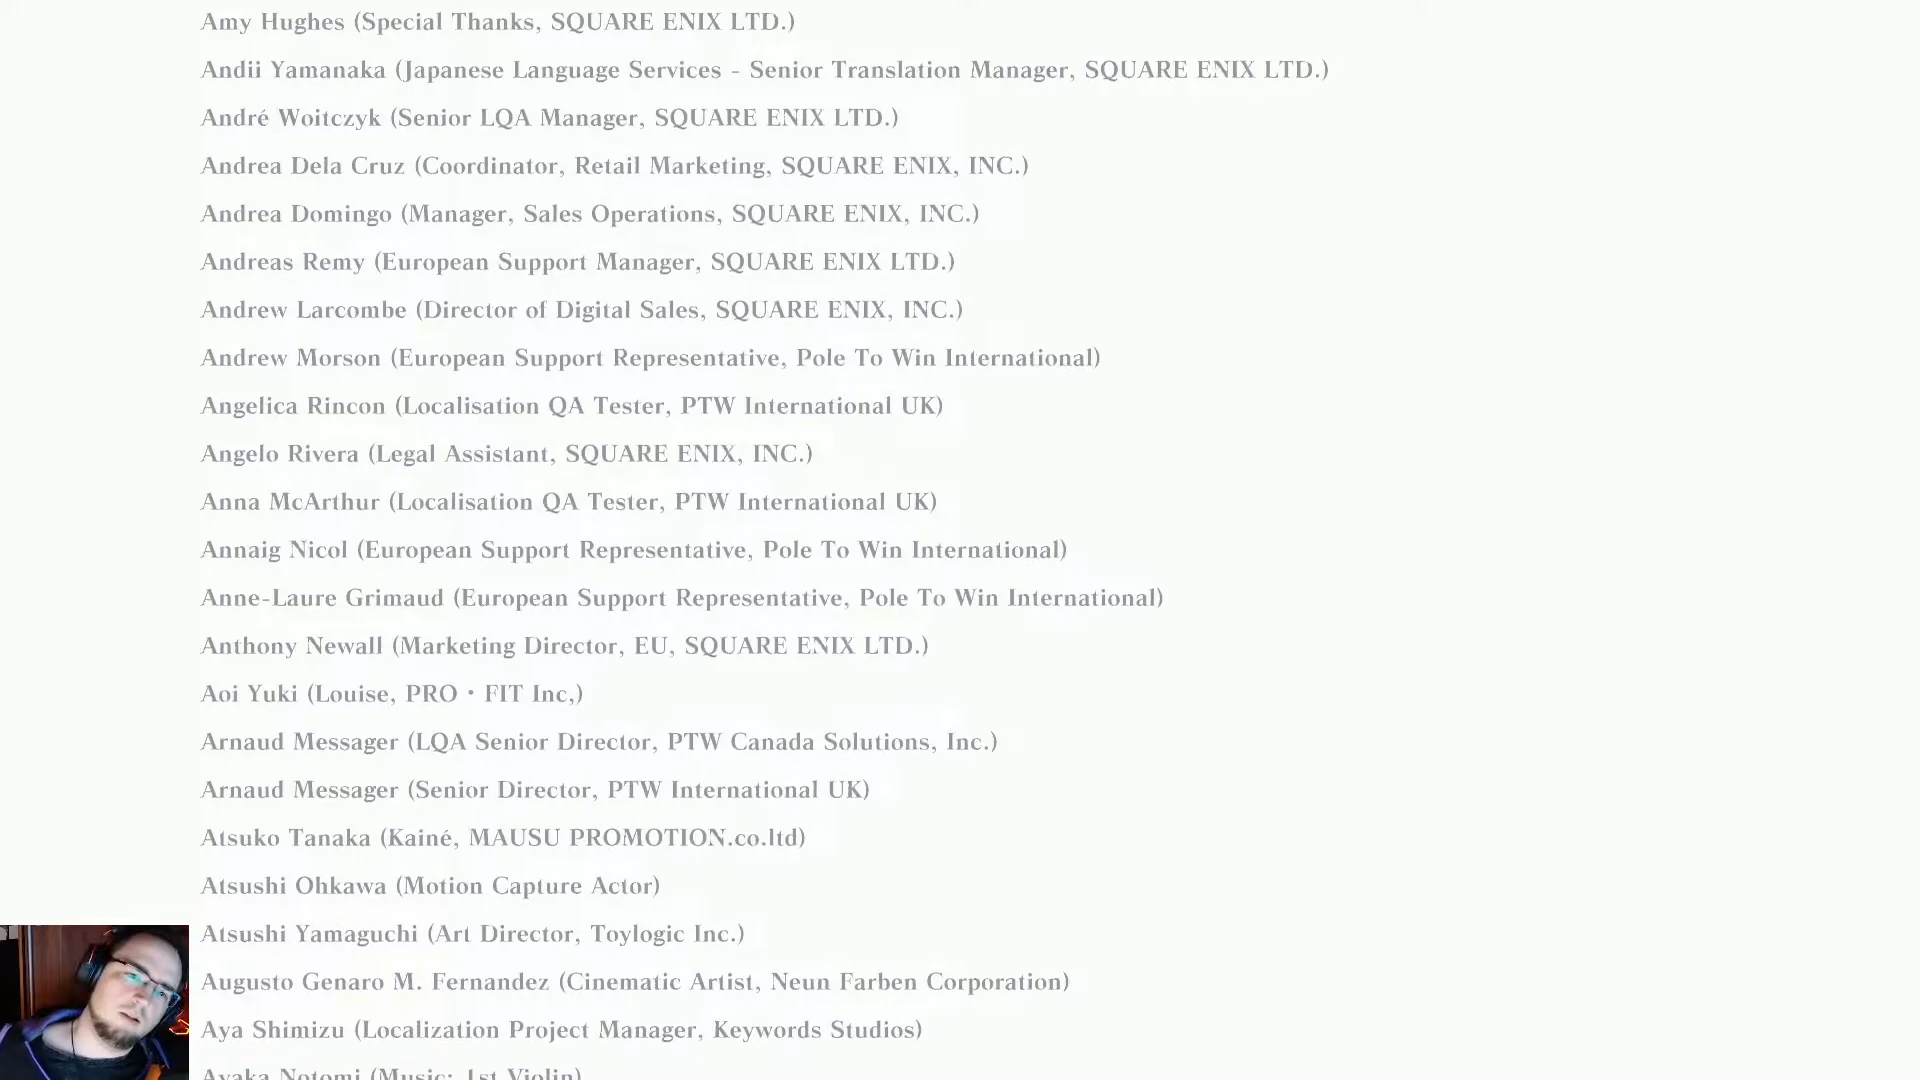 Amy Hughes (Special Thanks, SQUARE ENIX LTD.)
Andii Yamanaka (Japanese Language Services - Senior Translation Manager, SQUARE ENIX LTD.)
André Woitczyk (Senior LQA Manager, SQUARE ENIX LTD.)
Andrea Dela Cruz (Coordinator, Retail Marketing, SQUARE ENIX, INC.)
Andrea Domingo (Manager, Sales Operations, SQUARE ENIX, INC.)
Andreas Remy (European Support Manager, SQUARE ENIX LTD.)
Andrew Larcombe (Director of Digital Sales, SQUARE ENIX, INC.)
Andrew Morson (European Support Representative, Pole To Win International)
Angelica Rincon (Localisation QA Tester, PTW International UK)
Angelo Rivera (Legal Assistant, SQUARE ENIX, INC.)
Anna McArthur (Localisation QA Tester, PTW International UK)
Annaig Nicol (European Support Representative, Pole To Win International)
Anne-Laure Grimaud (European Support Representative, Pole To Win International)
Anthony Newall (Marketing Director, EU, SQUARE ENIX LTD.)
Aoi Yuki (Louise, PRO・FIT Inc,)
Arnaud Messager (LQA Senior Director, PTW Canada Solutions, Inc.)
Arnaud Messager (Senior Director, PTW International UK)
Atsuko Tanaka (Kainé, MAUSU PROMOTION.co.ltd)
Atsushi Ohkawa (Motion Capture Actor)
Atsushi Yamaguchi (Art Director, Toylogic Inc.)
Augusto Genaro M. Fernandez (Cinematic Artist, Neun Farben Corporation)
Aya Shimizu (Localization Project Manager, Keywords Studios)
Ayaka Notomi (Music: 1st Violin)